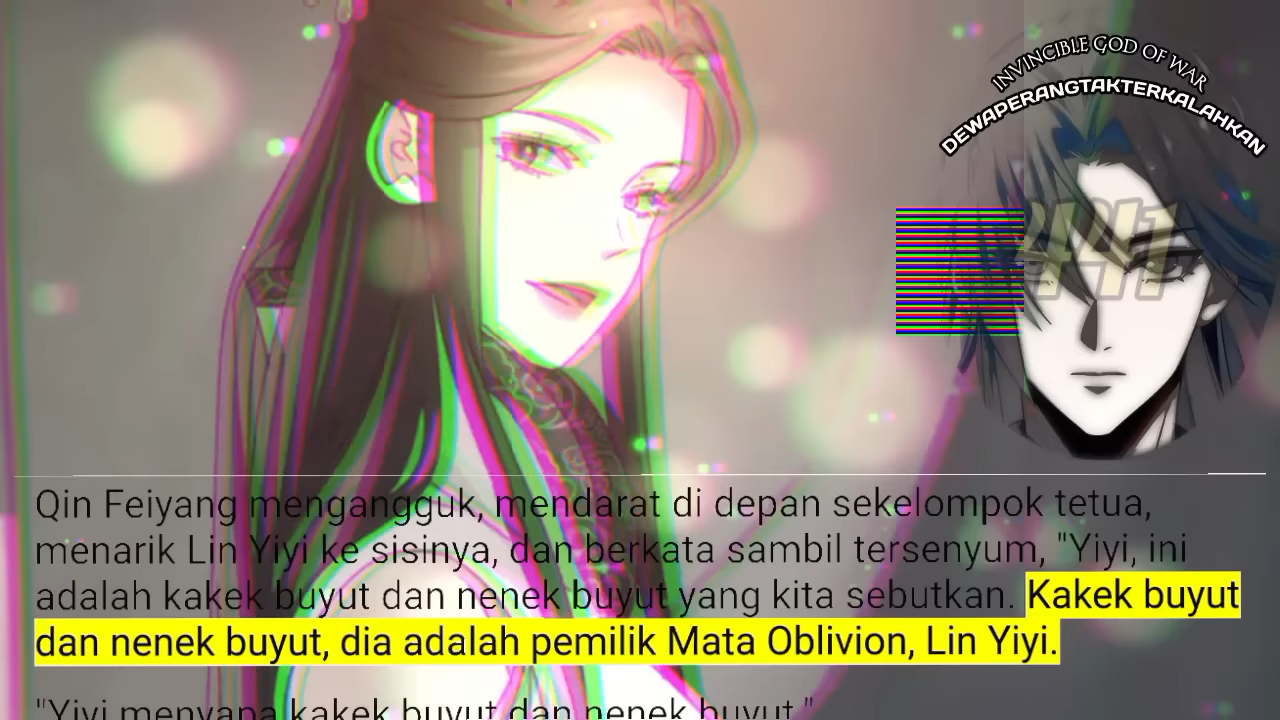 INVINCIBLE GOD OF WAR
DEWAPERANGTAKTERKALAHKAN
Qin Feiyang mengangguk, mendarat di depan sekelompok tetua,
menarik Lin Yiyi ke sisinya, dan berkata sambil tersenyum, "Yiyi, ini
adalah kakek buyut dan nenek buyut yang kita sebutkan. Kakek buyut
dan nenek buyut, dia adalah pemilik Mata Oblivion, Lin Yiyi.
"Yiyi menyapa kakek buyut dan nenek buyut."